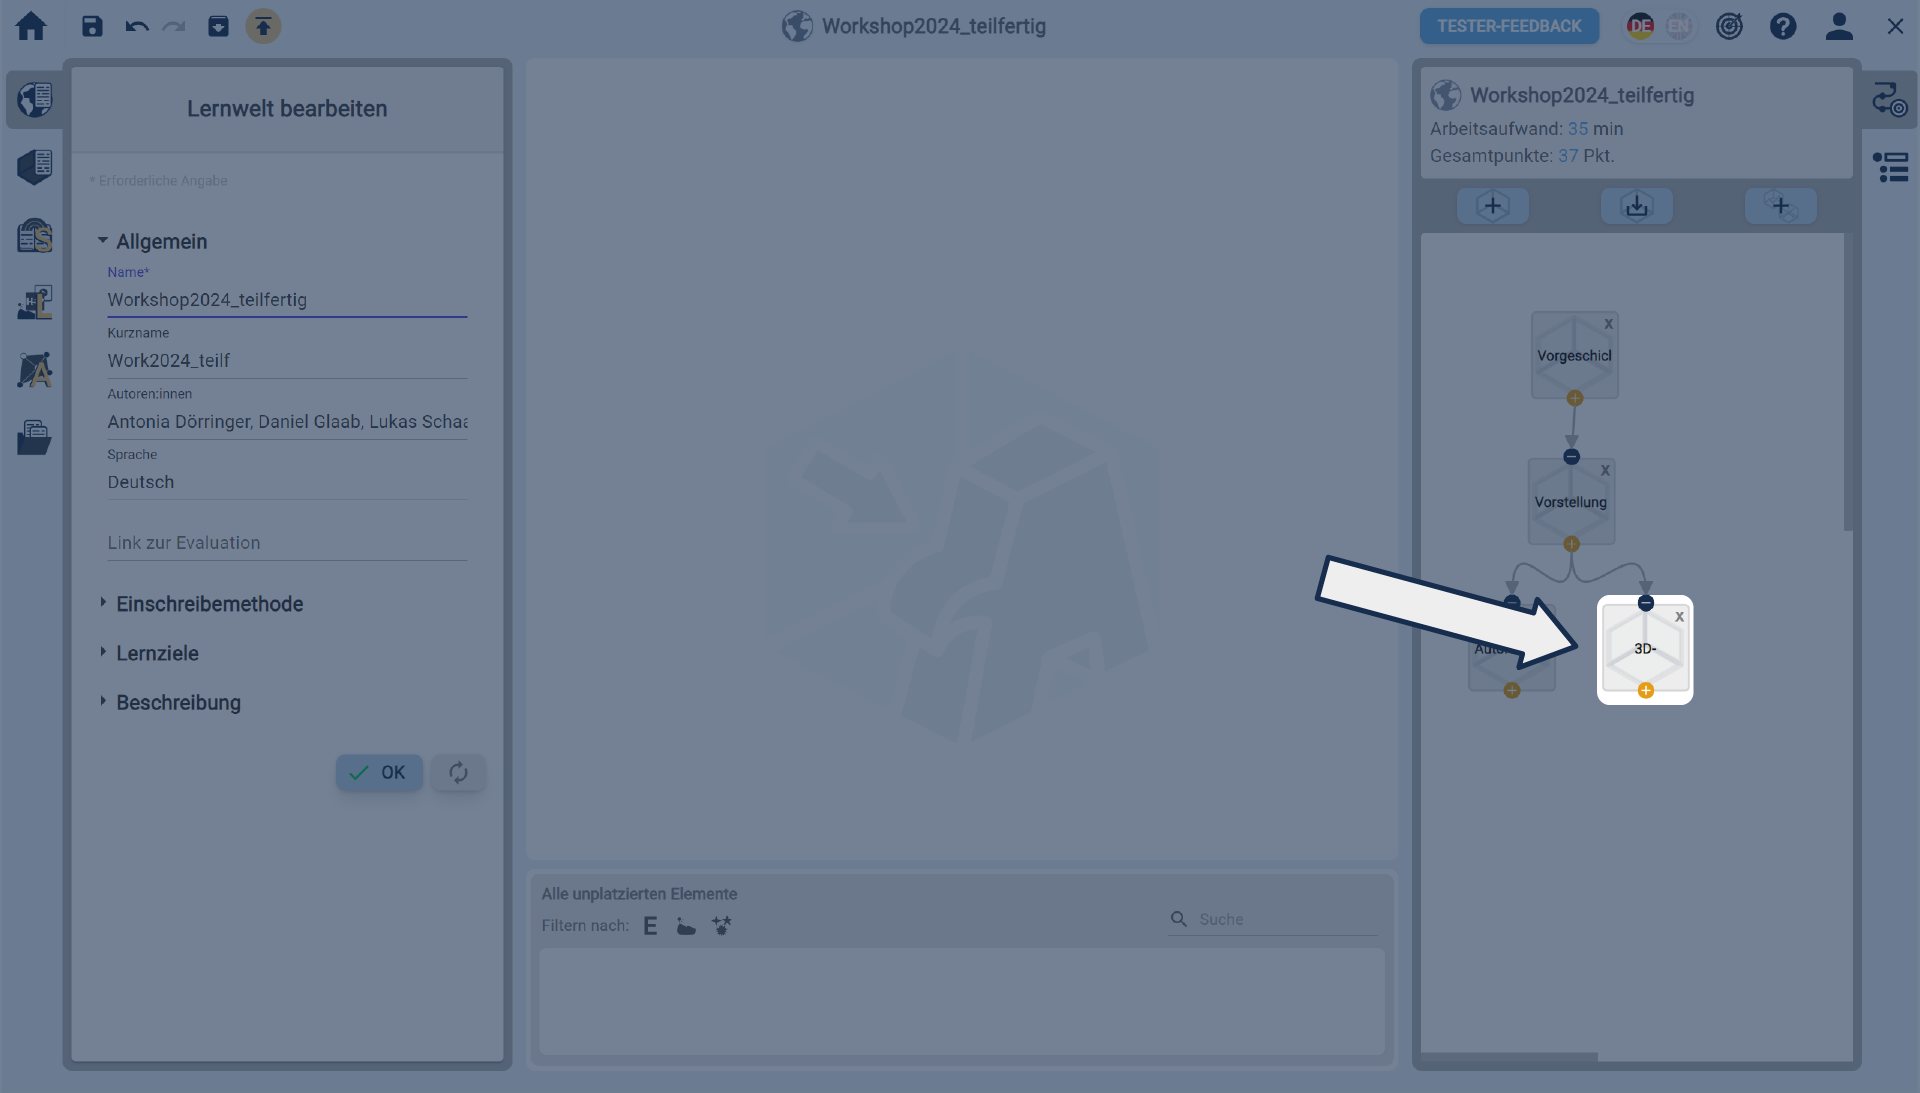 Workshop2024_teilfertig
TESTER-FEEDBACK
DE
EN
Lernwelt bearbeiten
* Erforderliche Angabe
Allgemein
Name*
Workshop2024_teilfertig
Kurzname
Work2024_teilf
Autoren:innen
Antonia Dörringer, Daniel Glaab, Lukas Schaa
Sprache
Deutsch
Link zur Evaluation
Einschreibemethode
Lernziele
Beschreibung
OK
Alle unplatzierten Elemente
Filtern nach:
E
Suche
Workshop2024_teilfertig
Arbeitsaufwand: 35 min
Gesamtpunkte: 37 Pkt.
X
Vorgeschicl
X
Vorstellung
X
3D-
S
L
A